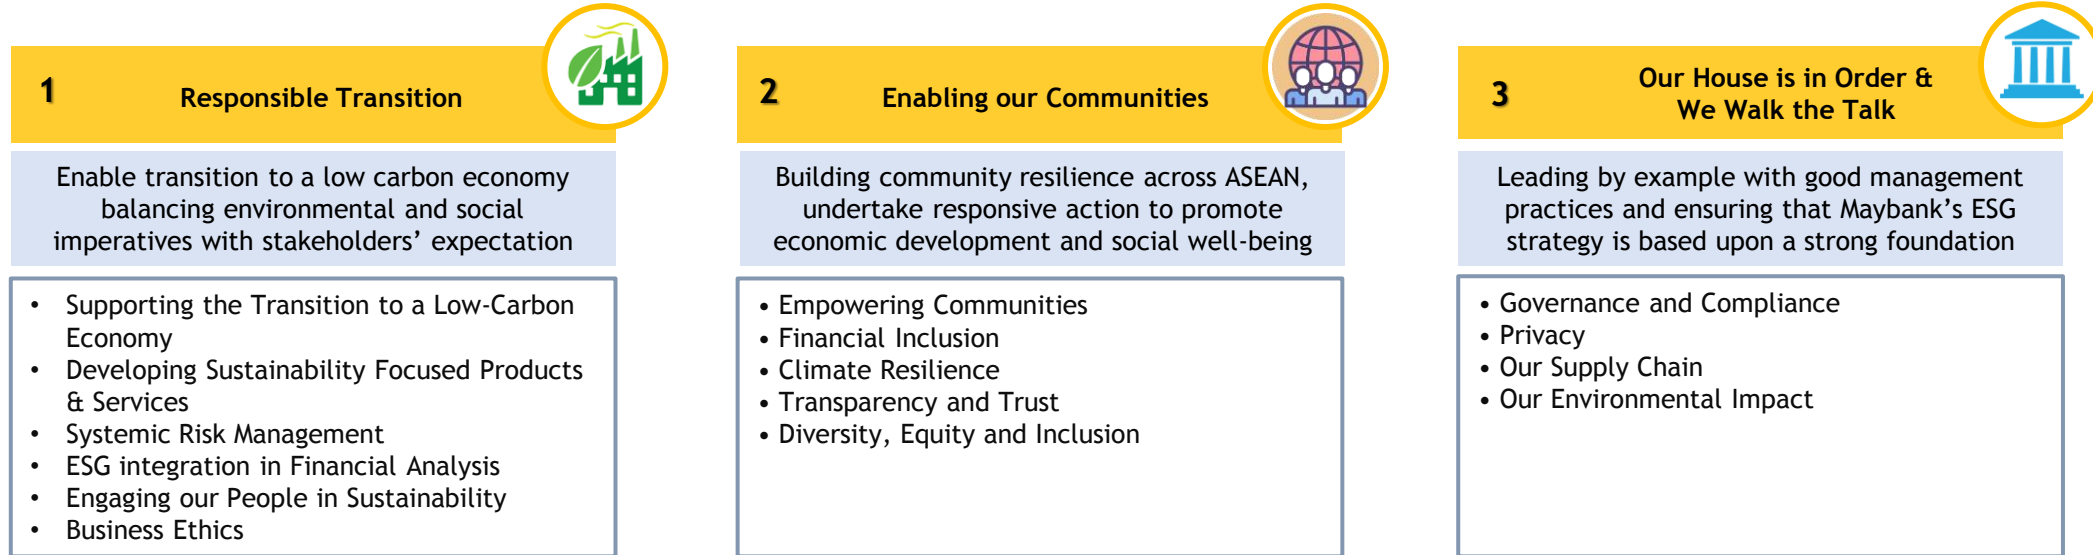 1
Responsible Transition
Enable transition to a low carbon economy
balancing environmental and social
imperatives with stakeholders’ expectation
• Supporting the Transition to a Low-Carbon
Economy
• Developing Sustainability Focused Products
& Services
• Systemic Risk Management
• ESG integration in Financial Analysis
• Engaging our People in Sustainability
• Business Ethics
2
Enabling our Communities
Building community resilience across ASEAN,
undertake responsive action to promote
economic development and social well-being
• Empowering Communities
• Financial Inclusion
• Climate Resilience
• Transparency and Trust
• Diversity, Equity and Inclusion
3
Our House is in Order &
We Walk the Talk
Leading by example with good management
practices and ensuring that Maybank’s ESG
strategy is based upon a strong foundation
• Governance and Compliance
• Privacy
• Our Supply Chain
• Our Environmental Impact